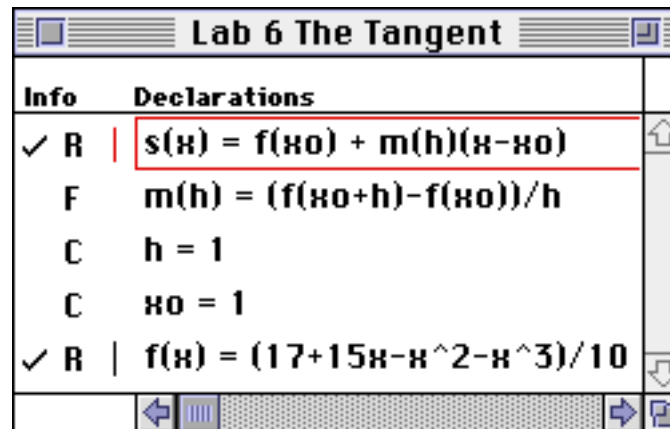 Lab 6 The Tangent
Info Declarations
✓ R | s(x) = f(xo) + m(h)(x-xo)
F m(h) = (f(xo+h)-f(xo))/h
C h = 1
C xo = 1
✓ R | f(x) = (17+15x-x^2-x^3)/10